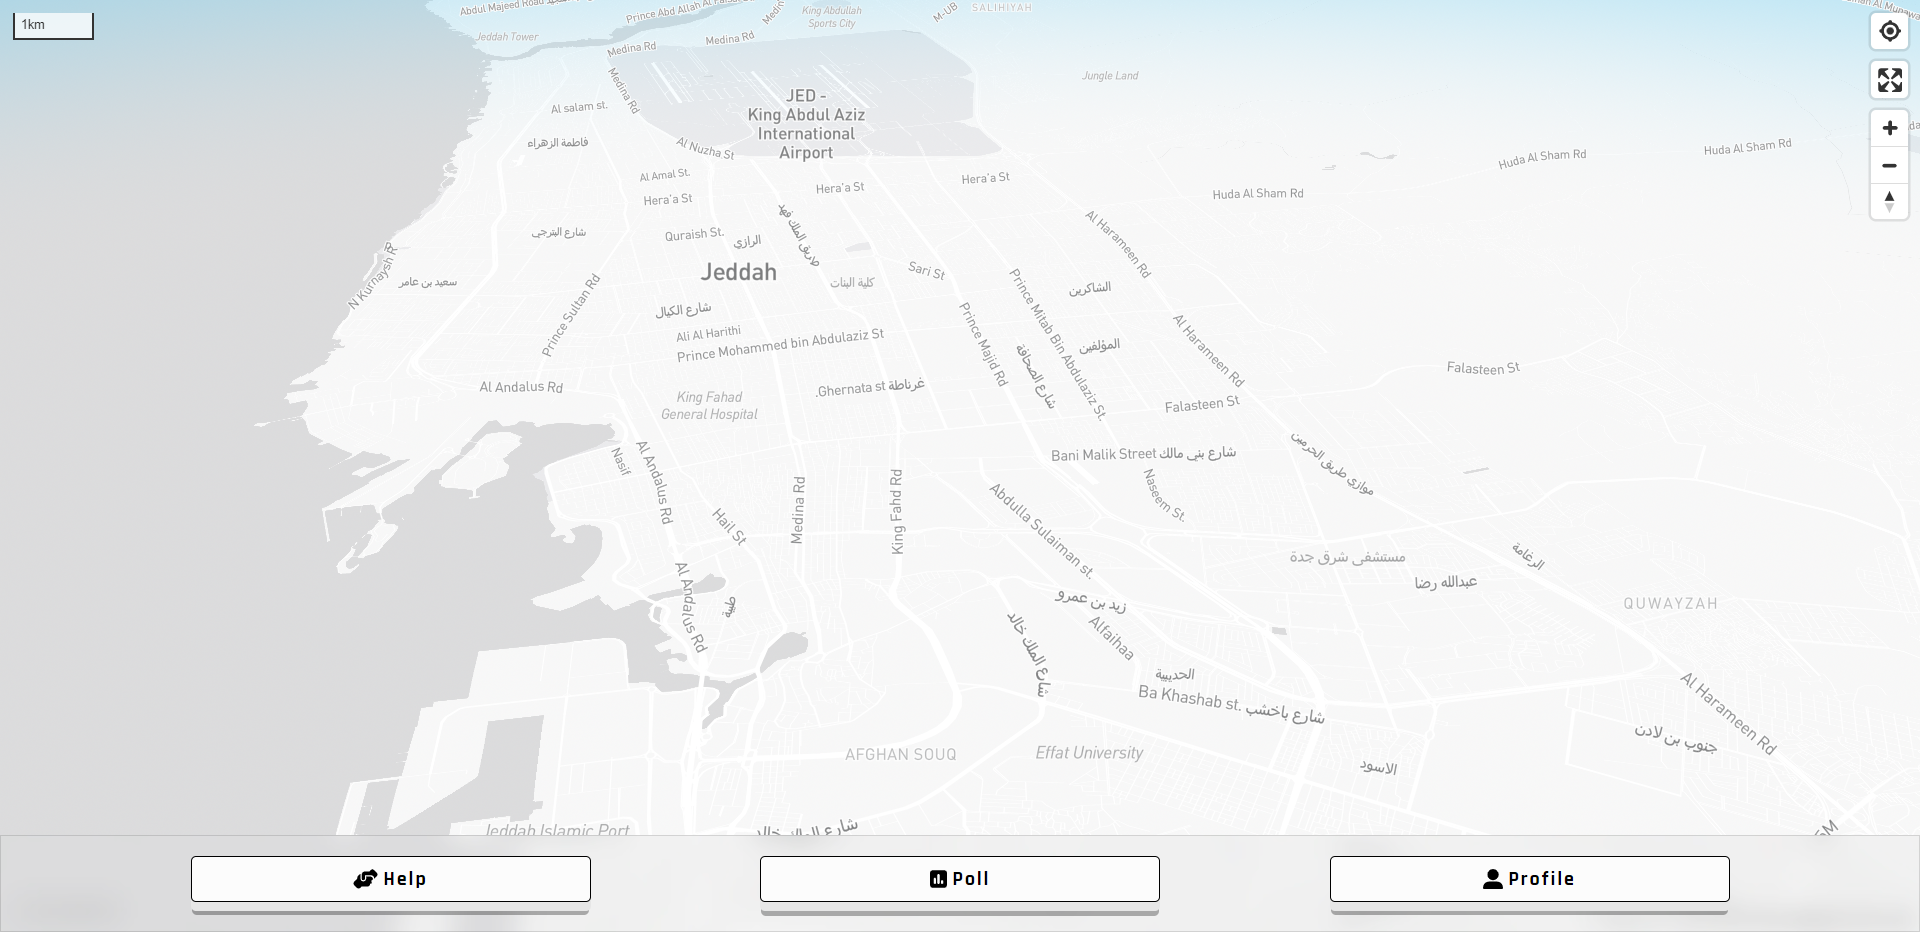 1km
Abdul Majeed Road
Prince Abd Allah Al Faisal
Medina
King Abdullah
Sports City
M-UB
SALIHIYAH
Jeddah Tower
Medina Rd
Medina Rd
Jungle Land
Medina Rd
JED -
King Abdul Aziz
International
Airport
Al salam st.
فاطمة الزهراء
Al Nuzha St
Huda Al Sham Rd
Huda Al Sham Rd
Al Amal St.
Hera'a St
Hera'a St
Hera'a St
Huda Al Sham Rd
Al Harameen Rd
شارع الترجي
Quraish St.
الرازي
طريق الملك فهد
N Kurnaysh R
سعيد بن عامر
Jeddah
كلية البنات
Sari St
الشاكرين
Prince Sultan Rd
شارع الكيال
Ali Al Harithi
Prince Mohammed bin Abdulaziz St
Prince Majid Rd
Prince Mitab Bin Abdulaziz St.
شارع الصحافة
المؤلفين
Al Harameen Rd
Falasteen St
Al Andalus Rd
King Fahad
General Hospital
.Ghernata st غرناطة
Falasteen St
Bani Malik Street شارع بني مالك
موازي طريق الحرمين
Nasif
Al Andalus Rd
Hail St
Medina Rd
King Fahd Rd
Abdulla Sulaiman st.
Naseem St.
مستشفى شرق جدة
عبدالله رضا
الرغامة
Al Andalus Rd
طيبة
زيد بن عمرو
Alfaihaa
شارع الملك خالد
QUWAYZAH
الحديبية
Ba Khashab st. شارع باخشب
Al Harameen Rd
جنوب بن لادن
AFGHAN SOUQ
Effat University
الاسود
Jeddah Islamic Port
شارع الملك خالد
Help
Poll
Profile